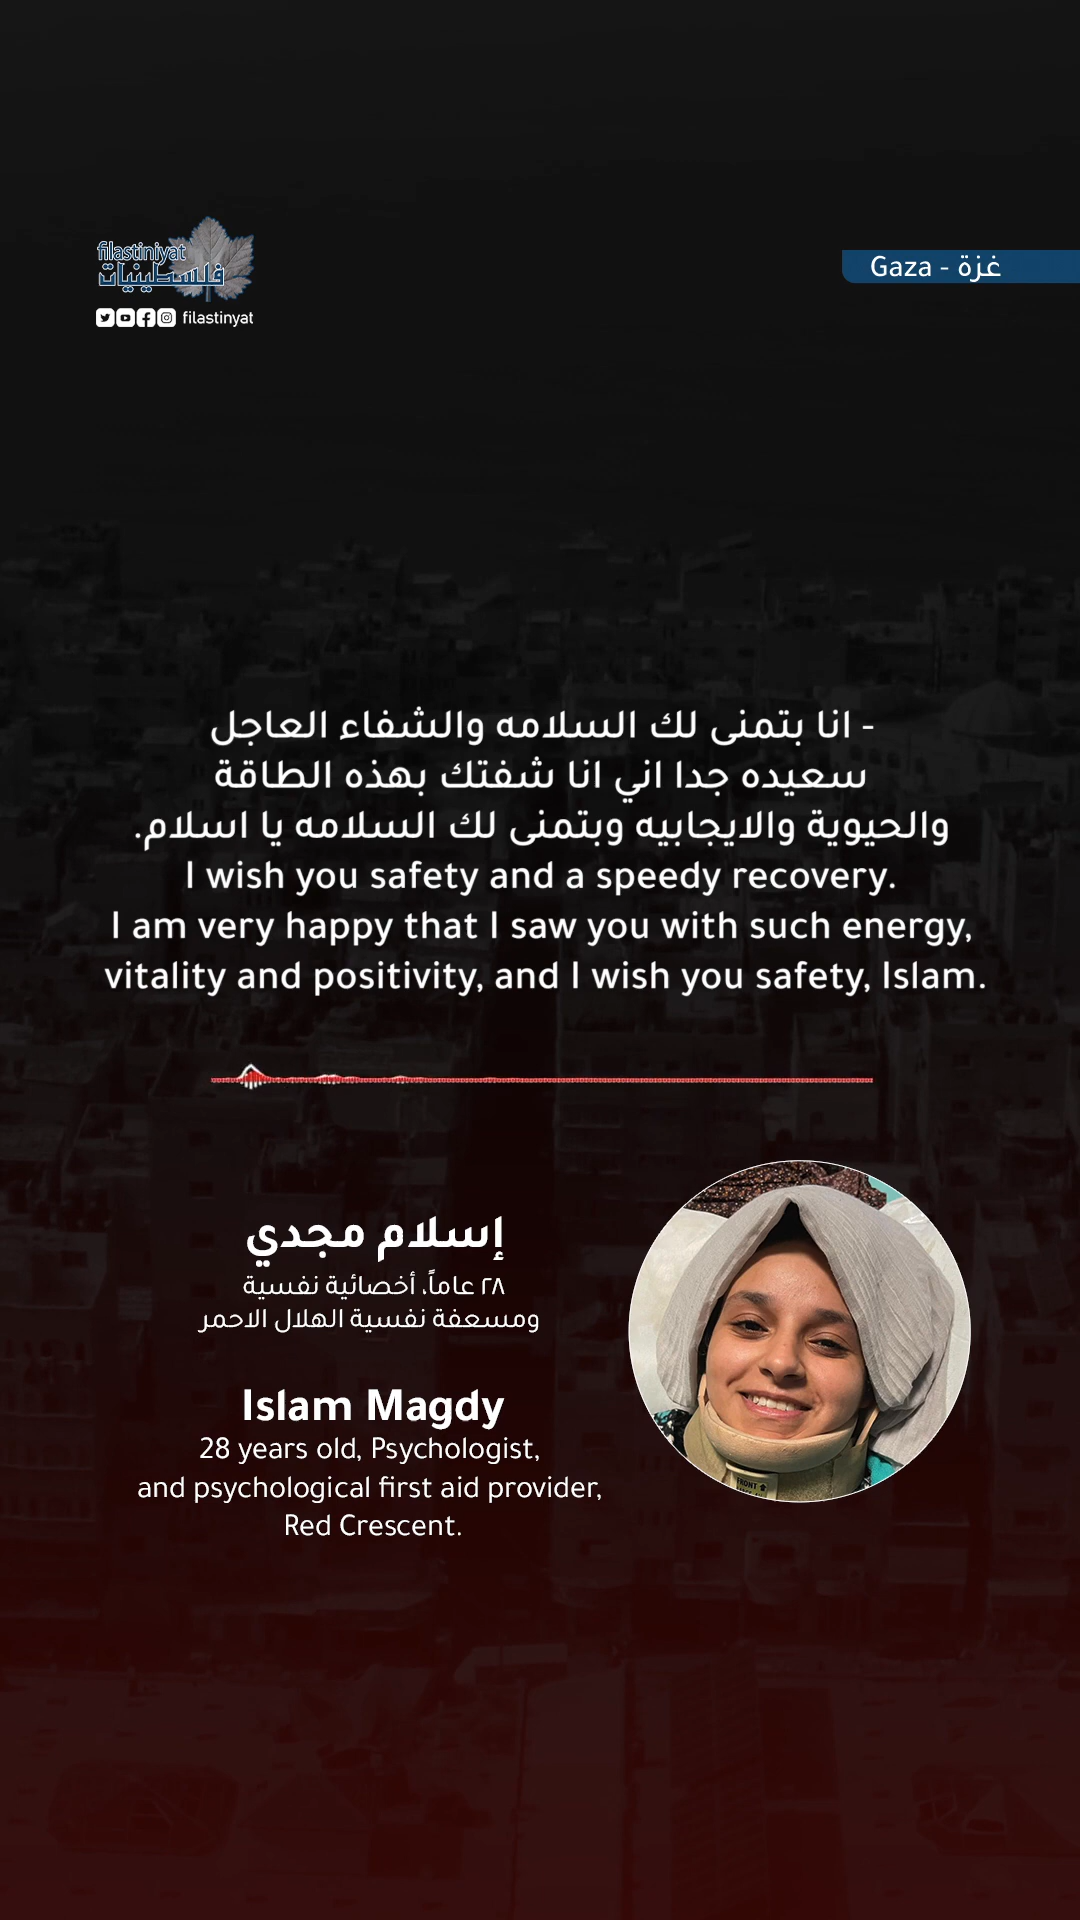 filastiniyat
فلسطينيات
filastinyat
Gaza - غزة
- انا بتمنى لك السلامه والشفاء العاجل
سعيده جدا اني انا شفتك بهذه الطاقة
والحيوية والايجابيه وبتمنى لك السلامه يا اسلام.
I wish you safety and a speedy recovery.
I am very happy that I saw you with such energy,
vitality and positivity, and I wish you safety, Islam.
إسلام مجدي
٢٨ عاماً، أخصائية نفسية
ومسعفة نفسية الهلال الاحمر
Islam Magdy
28 years old, Psychologist,
and psychological first aid provider,
Red Crescent.
FRONT